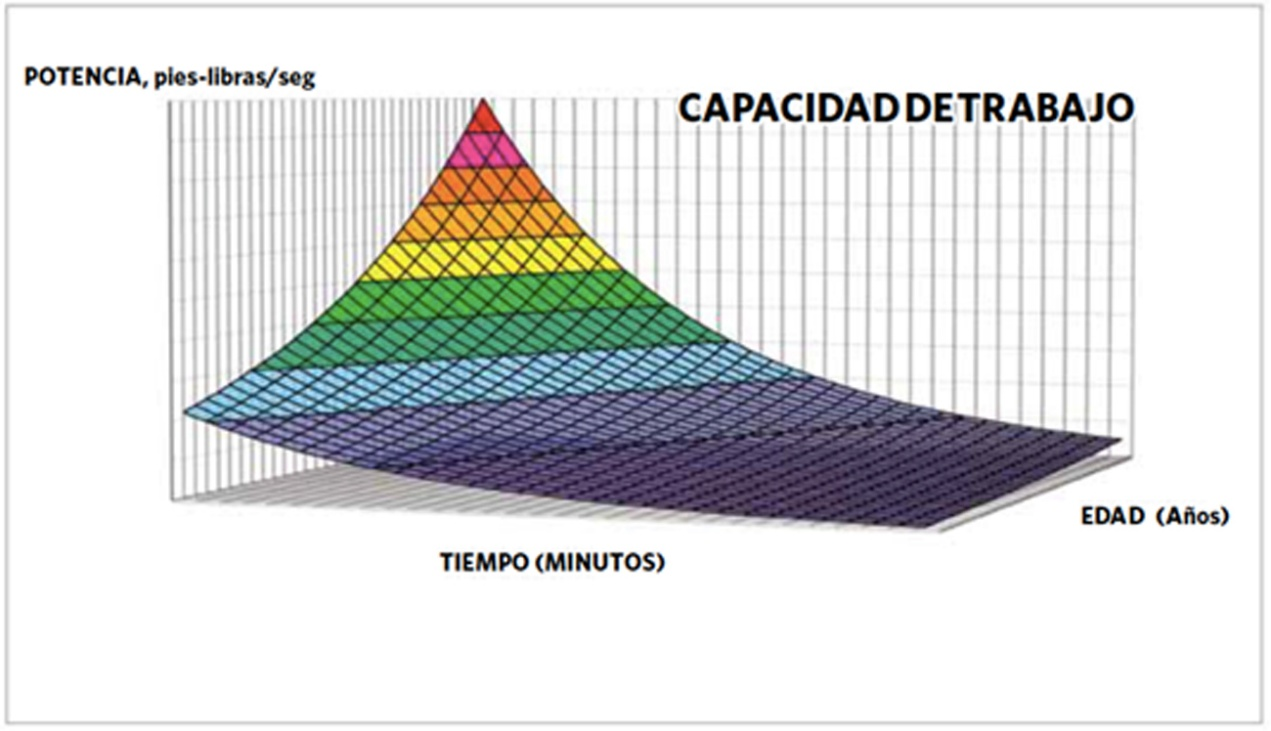 POTENCIA, pies-libras/seg
CAPACIDAD DE TRABAJO
EDAD (Años)
TIEMPO (MINUTOS)